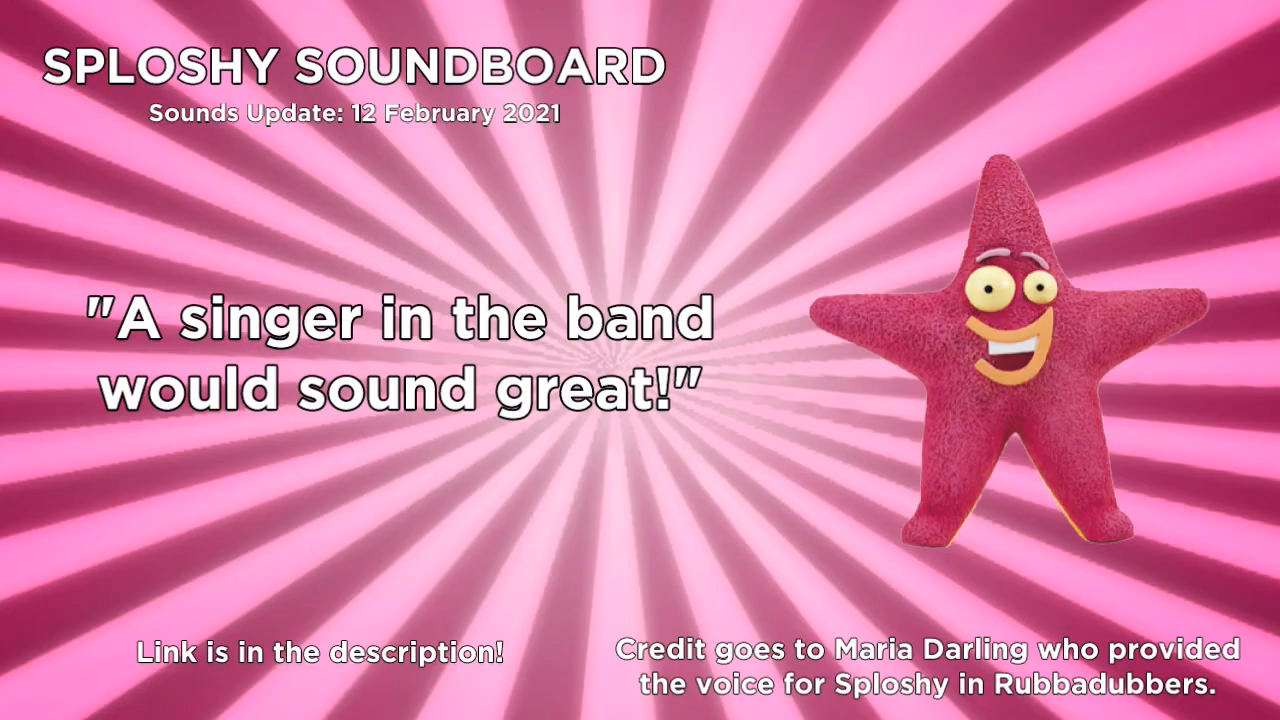 SPLOSHY SOUNDBOARD
Sounds Update: 12 February 2021
"A singer in the band
would sound great!"
Link is in the description!
Credit goes to Maria Darling who provided
the voice for Sploshy in Rubbadubbers.